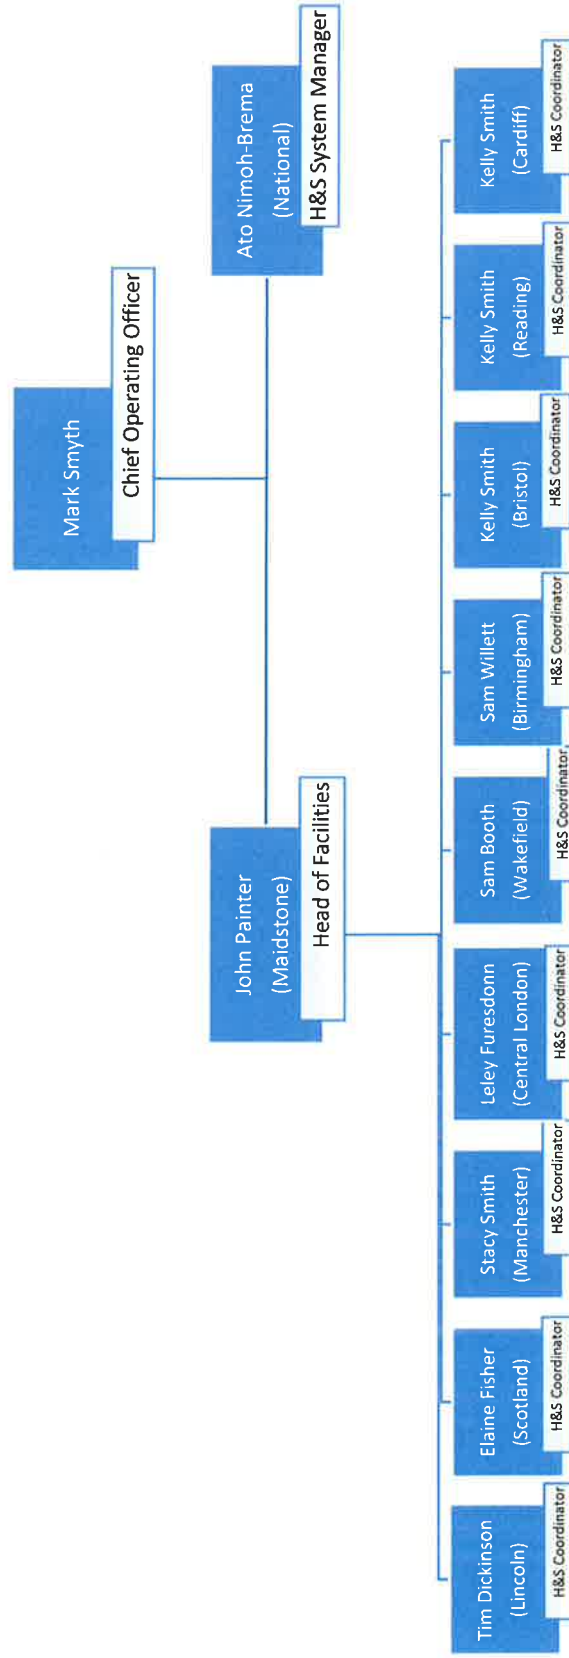 Mark Smyth
Chief Operating Officer
John Painter
(Maidstone)
Head of Facilities
Ato Nimoh-Brema
(National)
H&S System Manager
Tim Dickinson
(Lincoln)
H&S Coordinator
Elaine Fisher
(Scotland)
H&S Coordinator
Stacy Smith
(Manchester)
H&S Coordinator
Leley Furesdonn
(Central London)
H&S Coordinator
Sam Booth
(Wakefield)
H&S Coordinator
Sam Willett
(Birmingham)
H&S Coordinator
Kelly Smith
(Bristol)
H&S Coordinator
Kelly Smith
(Reading)
H&S Coordinator
Kelly Smith
(Cardiff)
H&S Coordinator